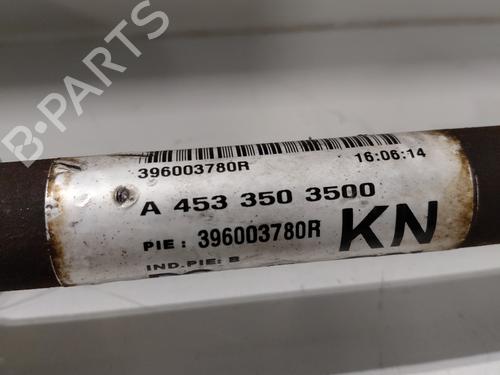 B-PARTS
396003780R 16:06:14
A 453 350 3500
PIE: 396003780R KN
IND.PIE: B